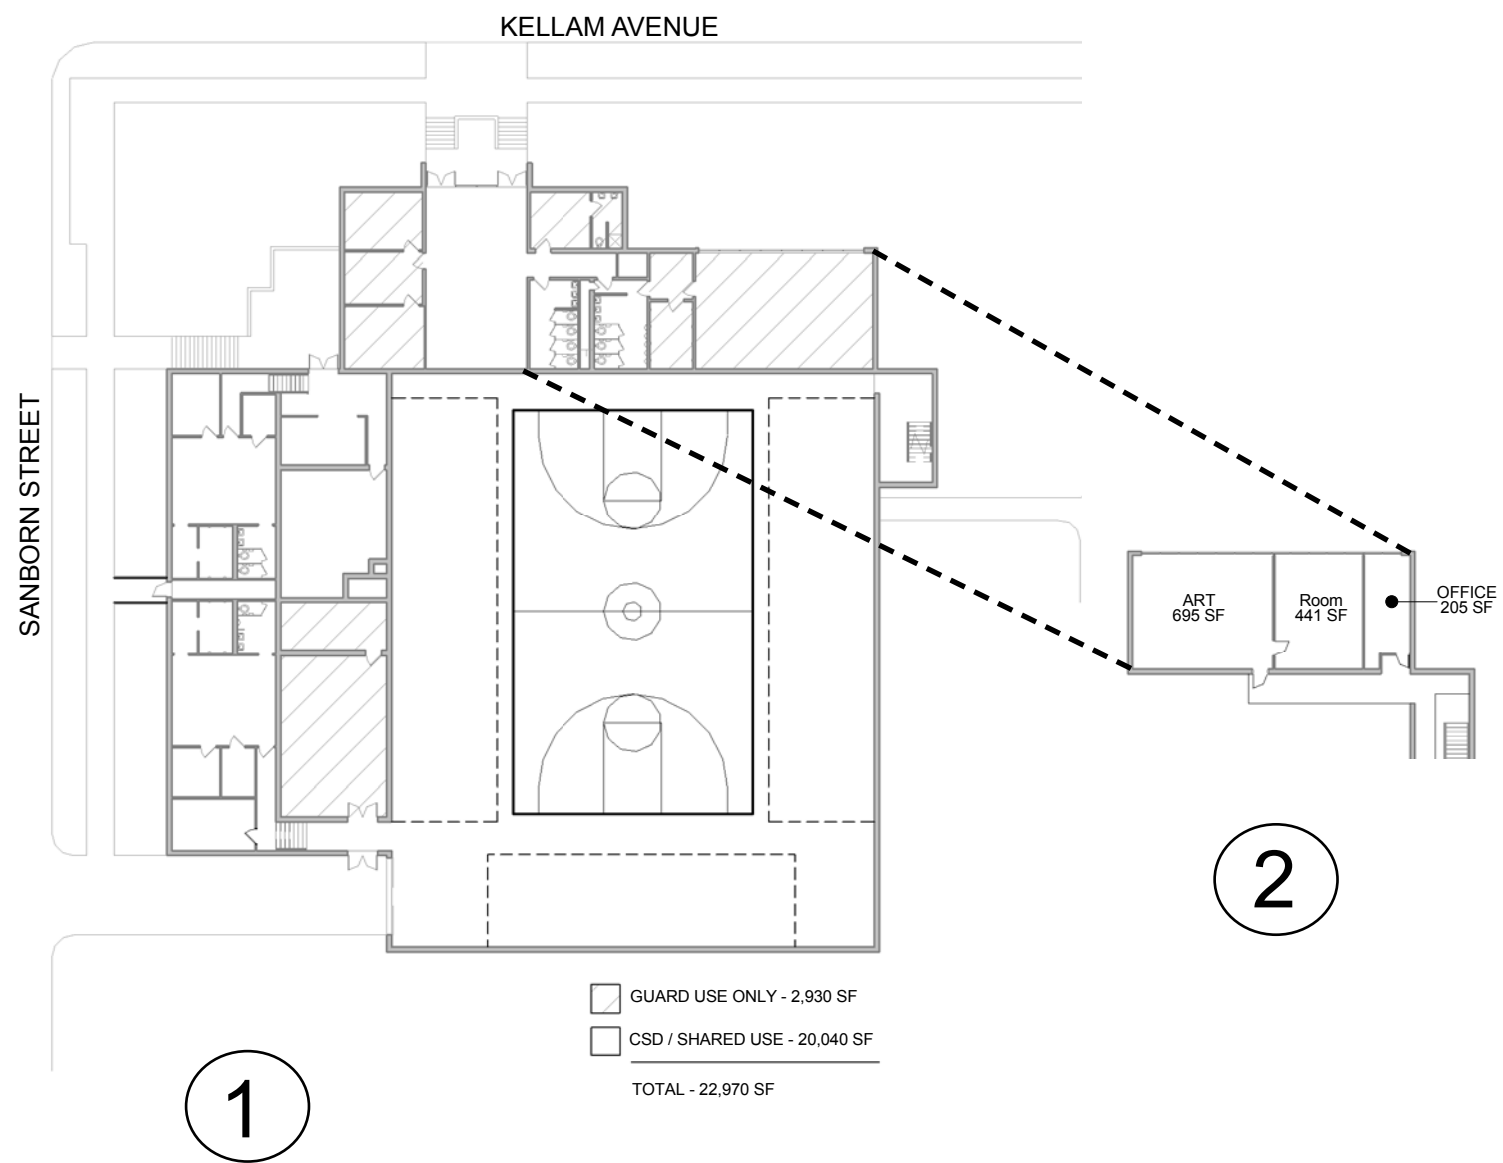 KELLAM AVENUE
SANBORN STREET
ART
695 SF
Room
441 SF
OFFICE
205 SF
2
GUARD USE ONLY - 2,930 SF
CSD / SHARED USE - 20,040 SF
TOTAL - 22,970 SF
1